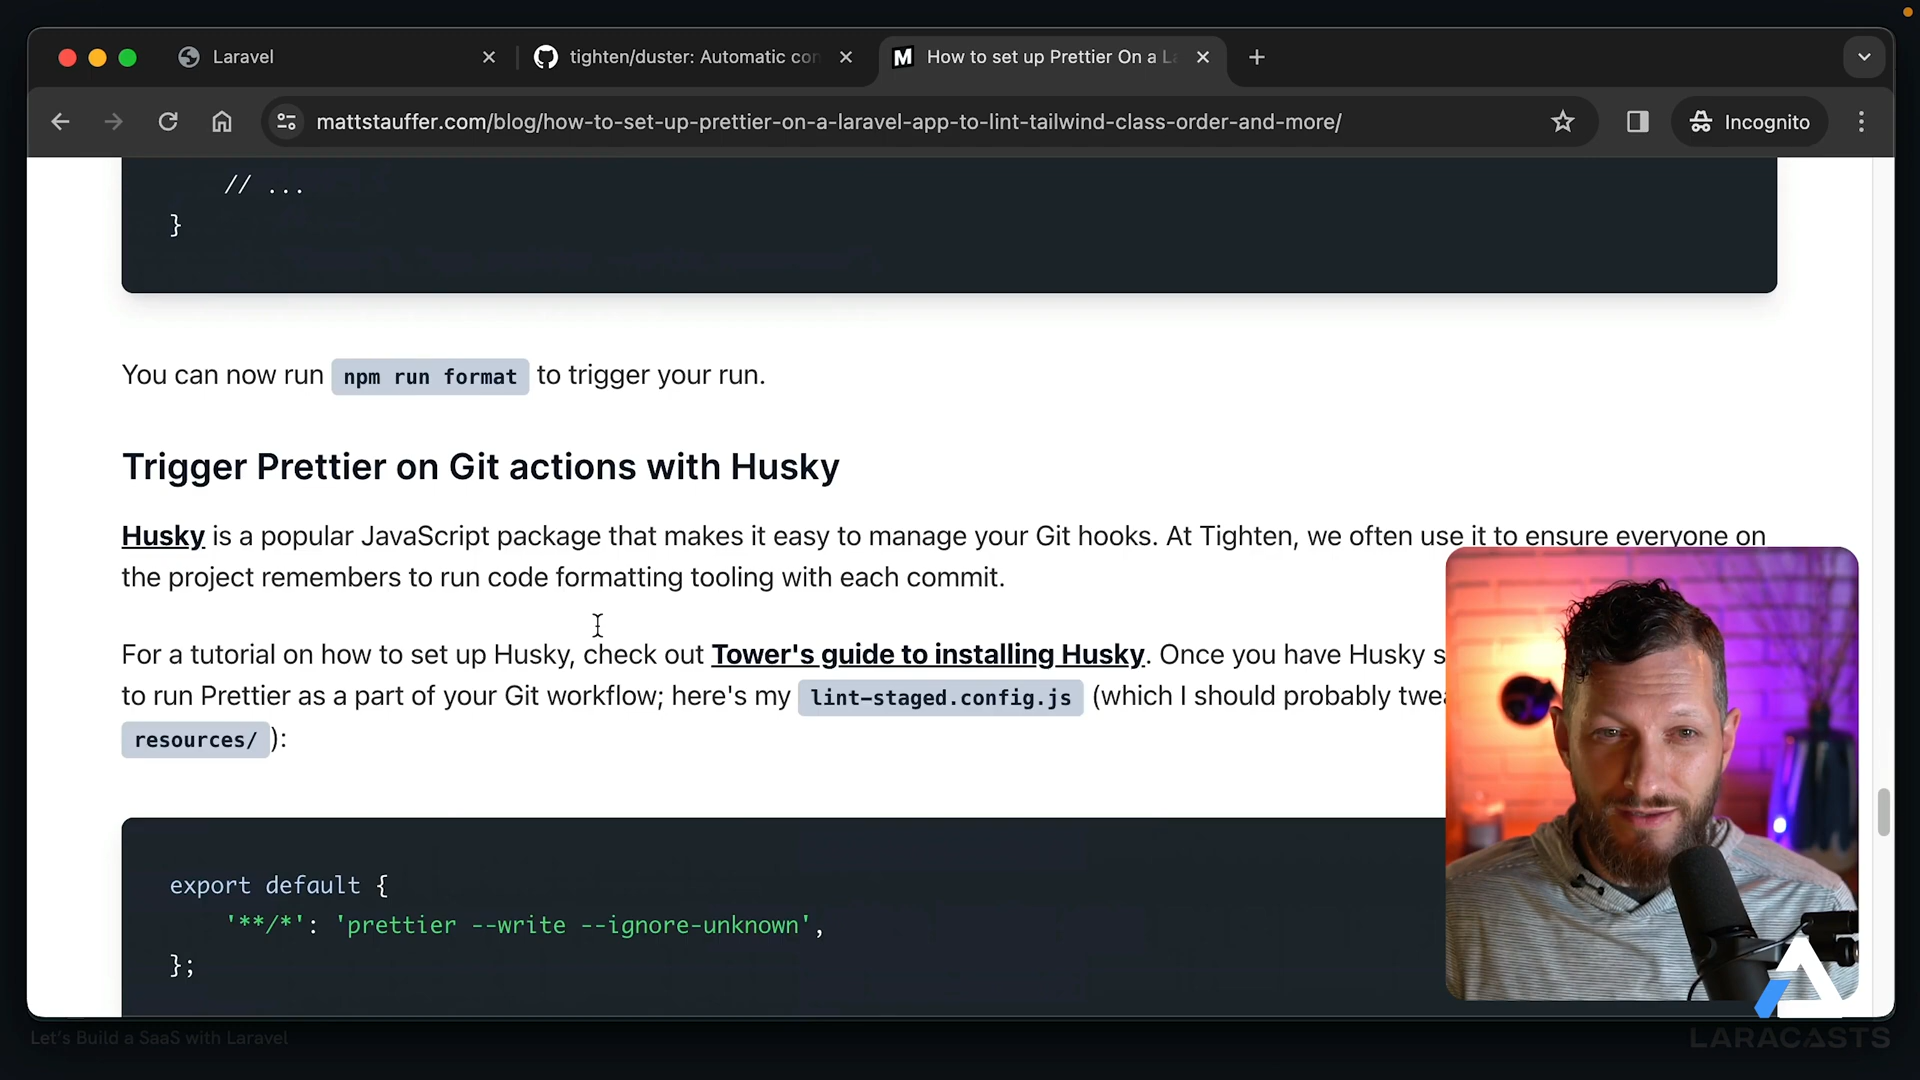 Laravel
tighten/duster: Automatic con
M
How to set up Prettier On a La
mattstauffer.com/blog/how-to-set-up-prettier-on-a-laravel-app-to-lint-tailwind-class-order-and-more/
Incognito
// ...
}
You can now run npm run format to trigger your run.
Trigger Prettier on Git actions with Husky
Husky is a popular JavaScript package that makes it easy to manage your Git hooks. At Tighten, we often use it to ensure everyone on
the project remembers to run code formatting tooling with each commit.
For a tutorial on how to set up Husky, check out Tower's guide to installing Husky. Once you have Husky s
to run Prettier as a part of your Git workflow; here's my lint-staged.config.js (which I should probably twea
resources/ ):
export default {
'**/*': 'prettier --write --ignore-unknown',
};
Let's Build a SaaS with Laravel
LARACASTS